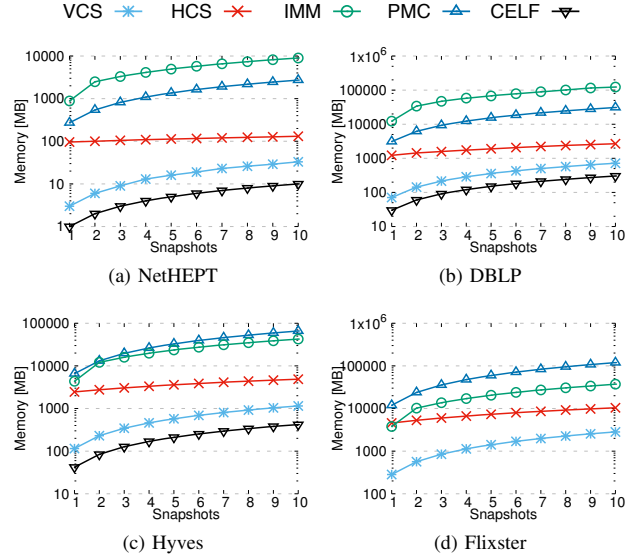 VCS HCS IMM PMC CELF
10000
1000
100
10
1
Memory [MB]
1 2 3 4 5 6 7 8 9 10
Snapshots
(a) NetHEPT
1x10⁶
100000
10000
1000
100
10
Memory [MB]
1 2 3 4 5 6 7 8 9 10
Snapshots
(b) DBLP
100000
10000
1000
100
10
Memory [MB]
1 2 3 4 5 6 7 8 9 10
Snapshots
(c) Hyves
1x10⁶
100000
10000
1000
100
Memory [MB]
1 2 3 4 5 6 7 8 9 10
Snapshots
(d) Flixster